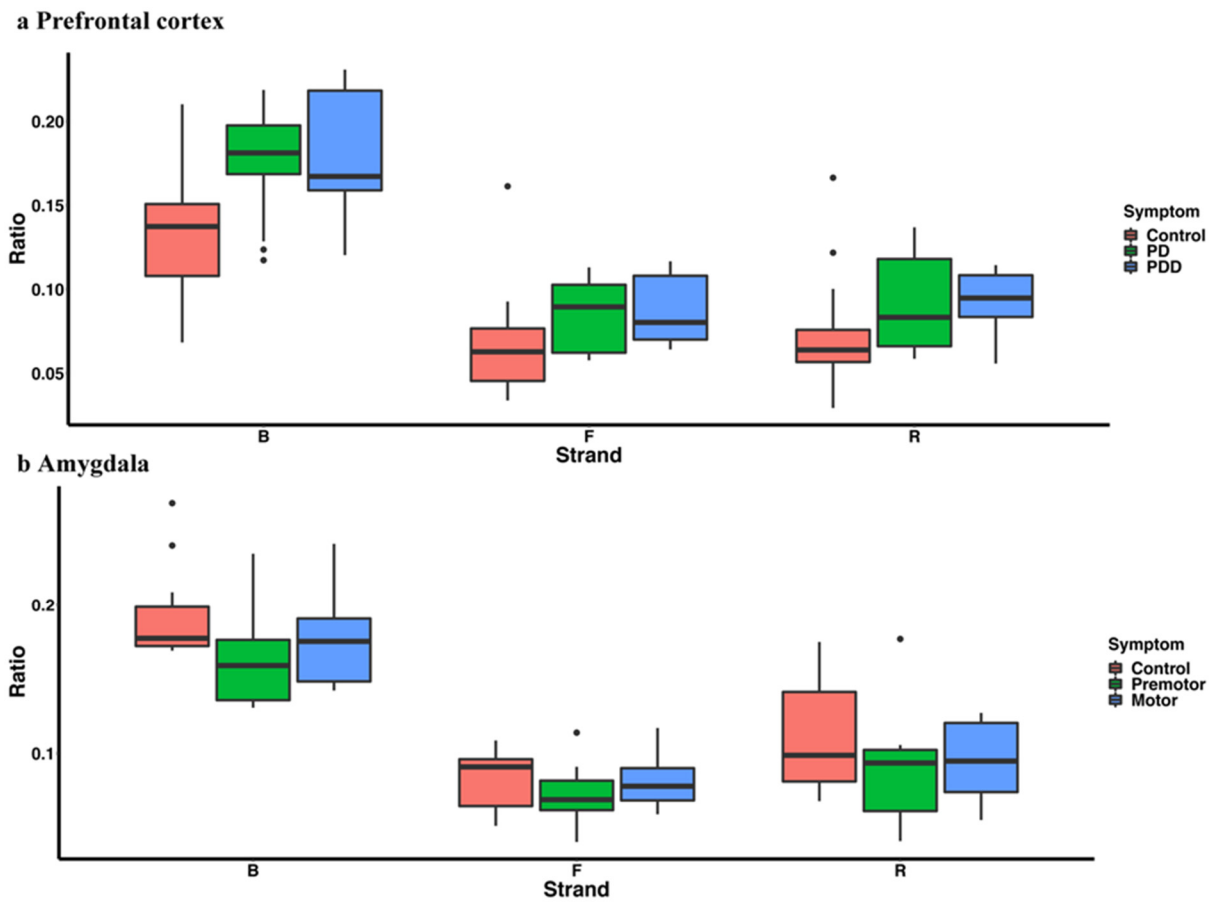 a Prefrontal cortex
Ratio
0.20
0.15
0.10
0.05
B F R
Strand
Symptom
Control
PD
PDD
b Amygdala
Ratio
0.2
0.1
B F R
Strand
Symptom
Control
Premotor
Motor